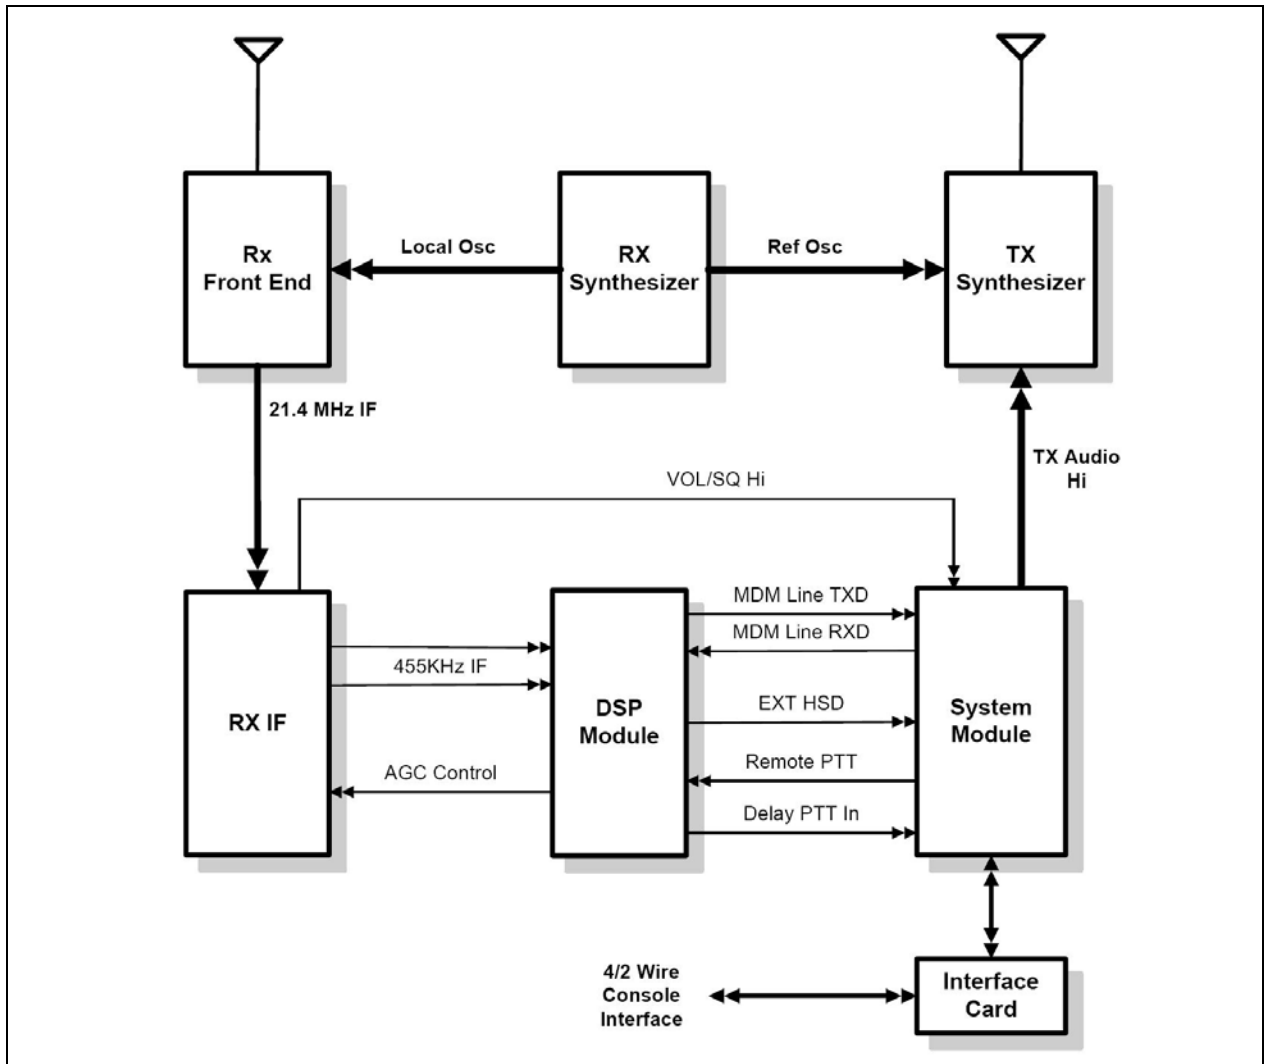 Local Osc
Ref Osc
Rx
Front End
RX
Synthesizer
TX
Synthesizer
21.4 MHz IF
TX Audio
Hi
VOL/SQ Hi
MDM Line TXD
MDM Line RXD
455KHz IF
RX IF
DSP
Module
EXT HSD
System
Module
Remote PTT
AGC Control
Delay PTT In
4/2 Wire
Console
Interface
Interface
Card